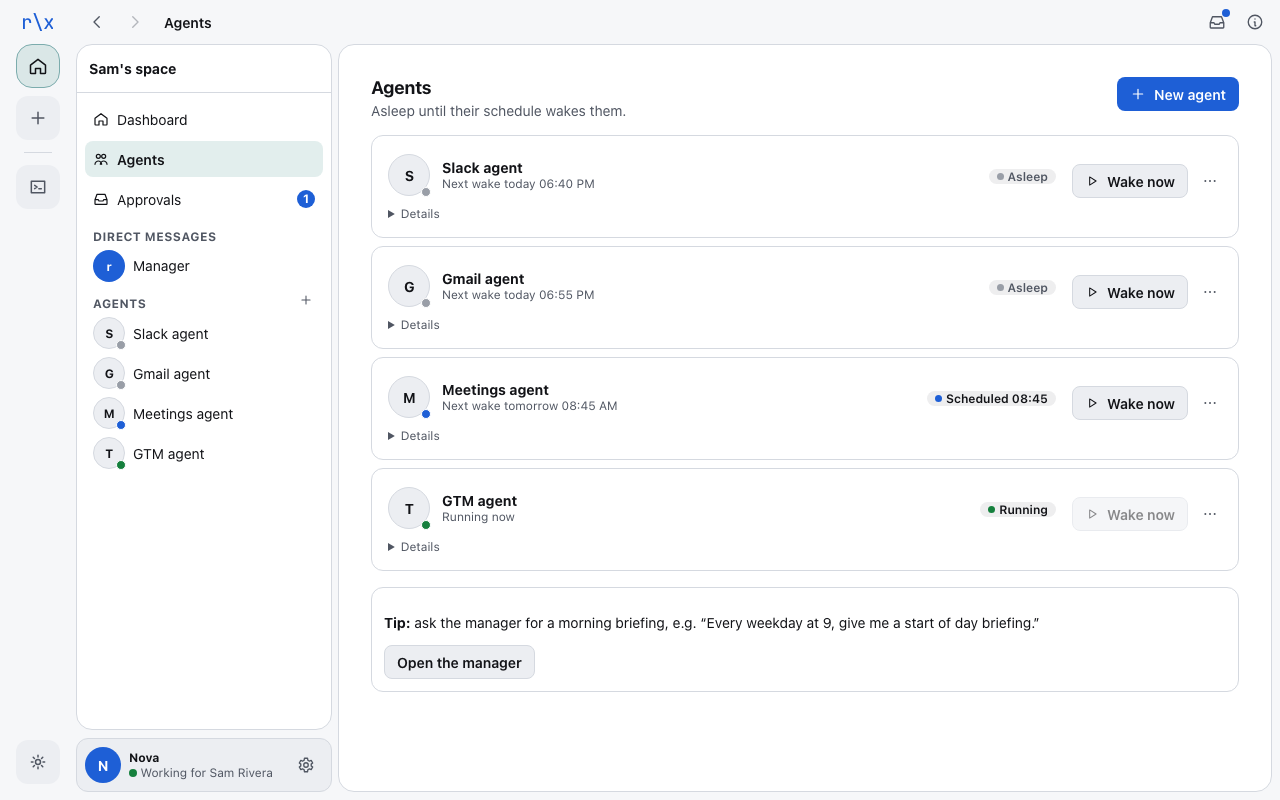 r\x
Agents
Sam's space
Dashboard
Agents
Approvals
1
DIRECT MESSAGES
r
Manager
AGENTS
S
Slack agent
G
Gmail agent
M
Meetings agent
T
GTM agent
N
Nova
Working for Sam Rivera
Agents
Asleep until their schedule wakes them.
New agent
S
Slack agent
Next wake today 06:40 PM
Asleep
Wake now
Details
G
Gmail agent
Next wake today 06:55 PM
Asleep
Wake now
Details
M
Meetings agent
Next wake tomorrow 08:45 AM
Scheduled 08:45
Wake now
Details
T
GTM agent
Running now
Running
Wake now
Details
Tip: ask the manager for a morning briefing, e.g. “Every weekday at 9, give me a start of day briefing.”
Open the manager